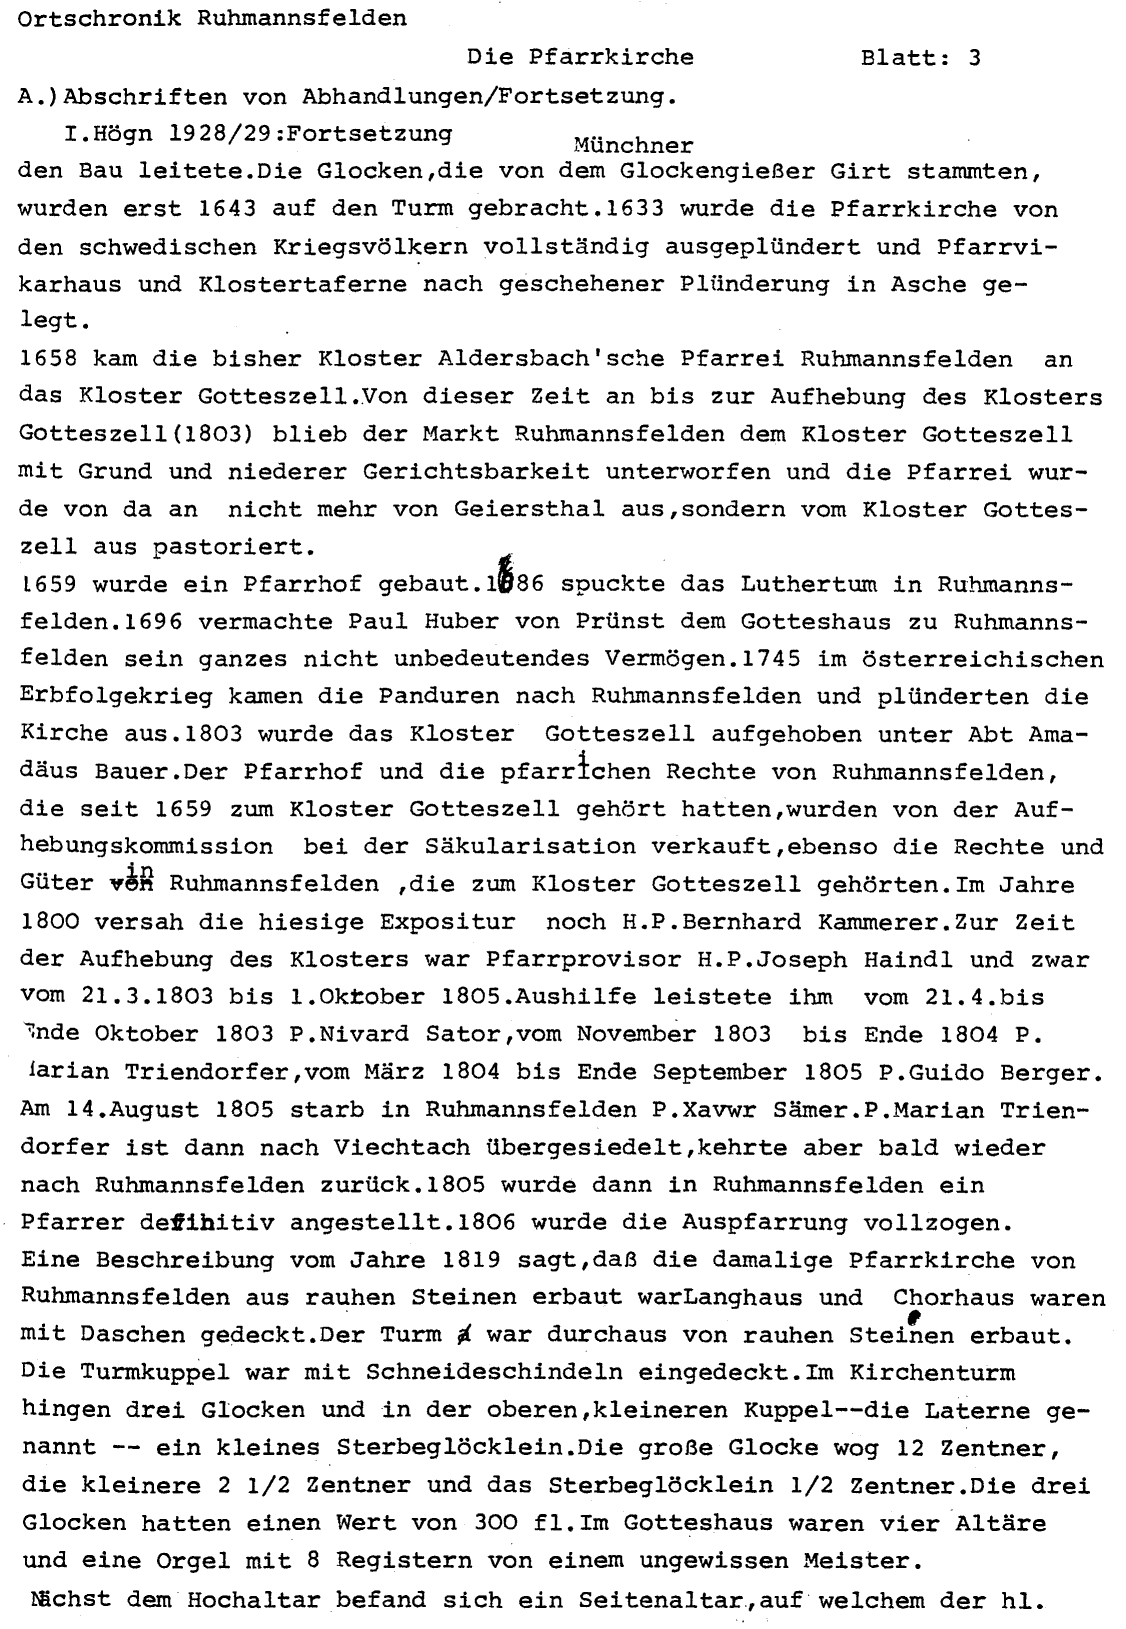 Ortschronik Ruhmannsfelden
Die Pfarrkirche Blatt: 3
A.)Abschriften von Abhandlungen/Fortsetzung.
I.Högn 1928/29:Fortsetzung
Münchner
den Bau leitete.Die Glocken,die von dem Glockengießer Girt stammten,
wurden erst 1643 auf den Turm gebracht.1633 wurde die Pfarrkirche von
den schwedischen Kriegsvölkern vollständig ausgeplündert und Pfarrvi-
karhaus und Klostertaferne nach geschehener Plünderung in Asche ge-
legt.
1658 kam die bisher Kloster Aldersbach'sche Pfarrei Ruhmannsfelden an
das Kloster Gotteszell.Von dieser Zeit an bis zur Aufhebung des Klosters
Gotteszell(1803) blieb der Markt Ruhmannsfelden dem Kloster Gotteszell
mit Grund und niederer Gerichtsbarkeit unterworfen und die Pfarrei wur-
de von da an nicht mehr von Geiersthal aus,sondern vom Kloster Gottes-
zell aus pastoriert.
1659 wurde ein Pfarrhof gebaut.1686 spuckte das Luthertum in Ruhmanns-
felden.1696 vermachte Paul Huber von Prünst dem Gotteshaus zu Ruhmanns-
felden sein ganzes nicht unbedeutendes Vermögen.1745 im österreichischen
Erbfolgekrieg kamen die Panduren nach Ruhmannsfelden und plünderten die
Kirche aus.1803 wurde das Kloster Gotteszell aufgehoben unter Abt Ama-
däus Bauer.Der Pfarrhof und die pfarrichen Rechte von Ruhmannsfelden,
die seit 1659 zum Kloster Gotteszell gehört hatten,wurden von der Auf-
hebungskommission bei der Säkularisation verkauft,ebenso die Rechte und
Güter in Ruhmannsfelden ,die zum Kloster Gotteszell gehörten.Im Jahre
1800 versah die hiesige Expositur noch H.P.Bernhard Kammerer.Zur Zeit
der Aufhebung des Klosters war Pfarrprovisor H.P.Joseph Haindl und zwar
vom 21.3.1803 bis 1.Oktober 1805.Aushilfe leistete ihm vom 21.4.bis
Ende Oktober 1803 P.Nivard Sator,vom November 1803 bis Ende 1804 P.
Marian Triendorfer,vom März 1804 bis Ende September 1805 P.Guido Berger.
Am 14.August 1805 starb in Ruhmannsfelden P.Xavwr Sämer.P.Marian Trien-
dorfer ist dann nach Viechtach übergesiedelt,kehrte aber bald wieder
nach Ruhmannsfelden zurück.1805 wurde dann in Ruhmannsfelden ein
Pfarrer definitiv angestellt.1806 wurde die Auspfarrung vollzogen.
Eine Beschreibung vom Jahre 1819 sagt,daß die damalige Pfarrkirche von
Ruhmannsfelden aus rauhen Steinen erbaut warLanghaus und Chorhaus waren
mit Daschen gedeckt.Der Turm war durchaus von rauhen Steinen erbaut.
Die Turmkuppel war mit Schneideschindeln eingedeckt.Im Kirchenturm
hingen drei Glocken und in der oberen,kleineren Kuppel--die Laterne ge-
nannt -- ein kleines Sterbeglöcklein.Die große Glocke wog 12 Zentner,
die kleinere 2 1/2 Zentner und das Sterbeglöcklein 1/2 Zentner.Die drei
Glocken hatten einen Wert von 300 fl.Im Gotteshaus waren vier Altäre
und eine Orgel mit 8 Registern von einem ungewissen Meister.
Nächst dem Hochaltar befand sich ein Seitenaltar,auf welchem der hl.